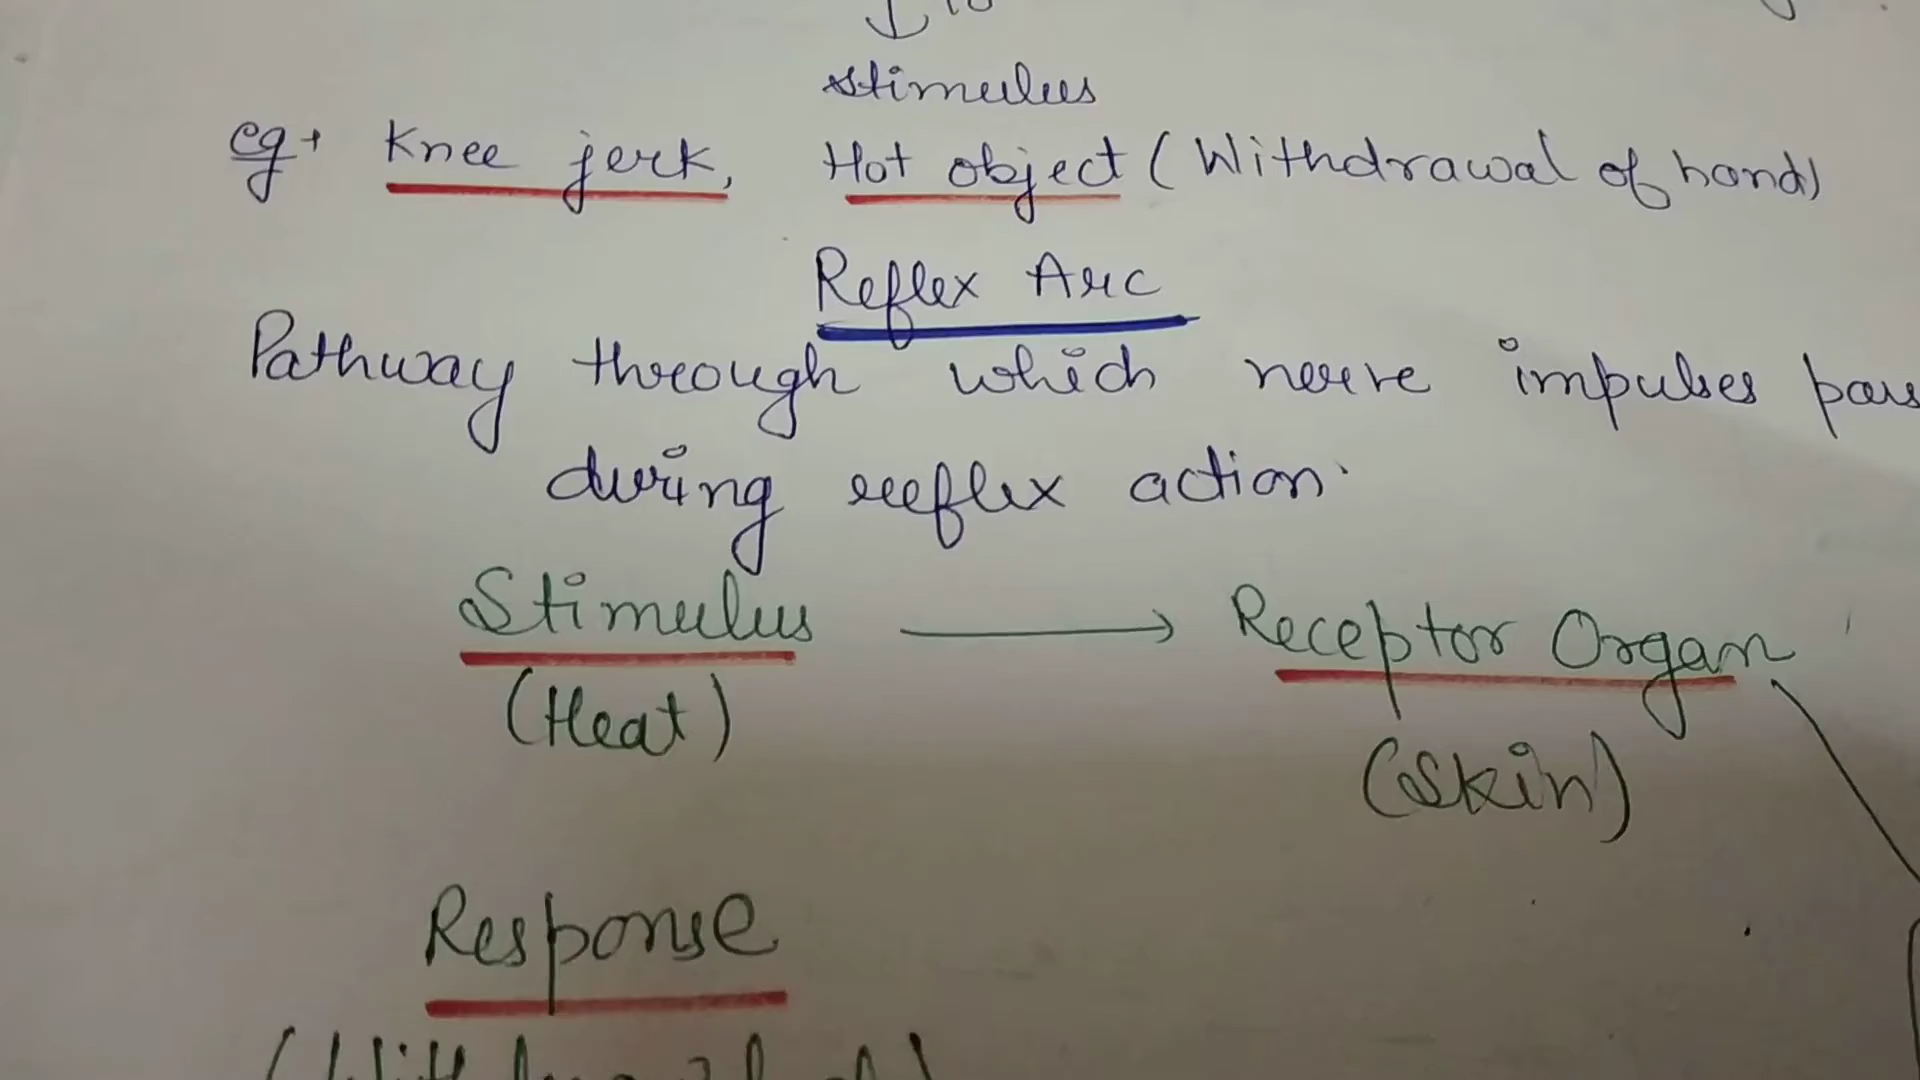 stimulus
eg→ Knee jerk, Hot object (Withdrawal of hand)
Reflex Arc
Pathway through which nerve impulses pass
during reflex action.
Stimulus → Receptor Organ
(Heat)
(Skin)
Response